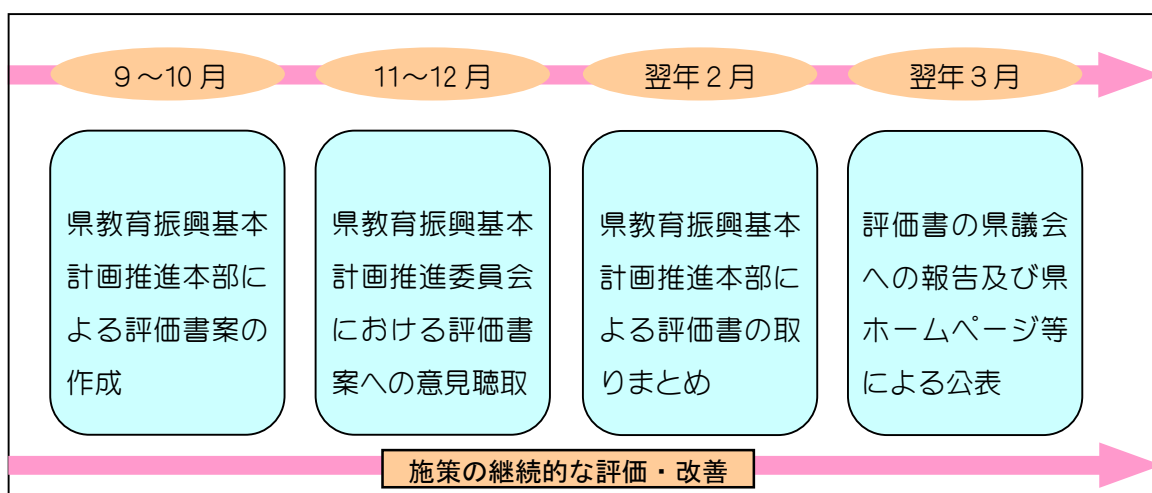 9～10月
11～12月
翌年2月
翌年3月
県教育振興基本
計画推進本部に
よる評価書案の
作成
県教育振興基本
計画推進委員会
における評価書
案への意見聴取
県教育振興基本
計画推進本部に
よる評価書の取
りまとめ
評価書の県議会
への報告及び県
ホームページ等
による公表
施策の継続的な評価・改善